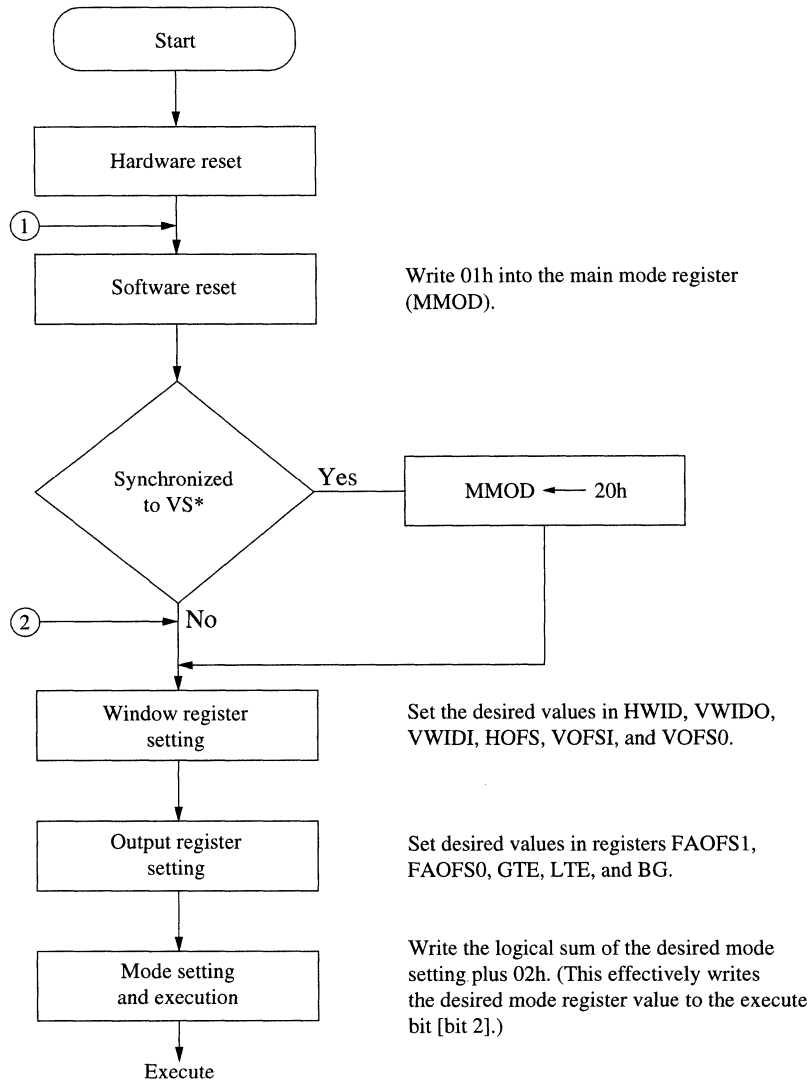 Start
Hardware reset
1
Software reset
Write 01h into the main mode register
(MMOD).
Synchronized
to VS*
Yes
MMOD ← 20h
2
No
Window register
setting
Set the desired values in HWID, VWIDO,
VWIDI, HOFS, VOFSI, and VOFS0.
Output register
setting
Set desired values in registers FAOFS1,
FAOFS0, GTE, LTE, and BG.
Mode setting
and execution
Write the logical sum of the desired mode
setting plus 02h. (This effectively writes
the desired mode register value to the execute
bit [bit 2].)
Execute